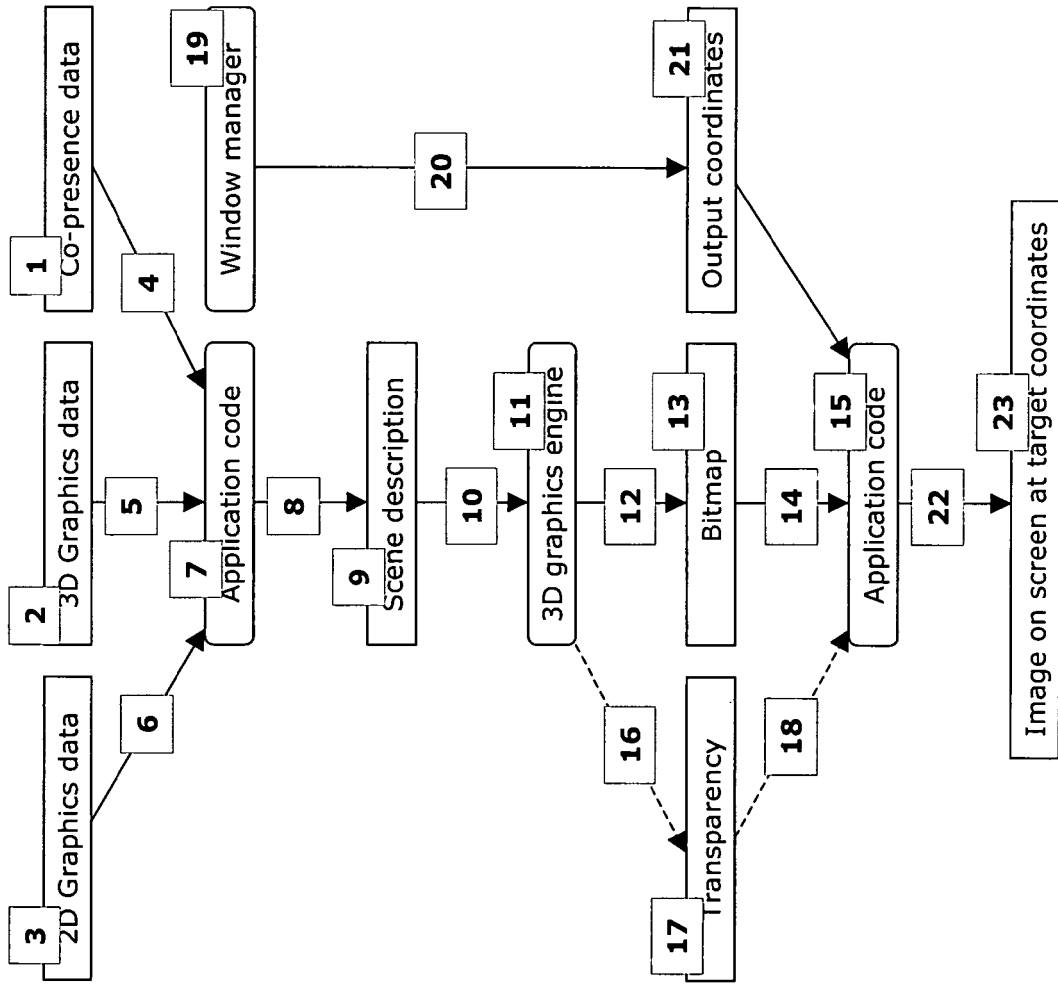 3
2D Graphics data
2
3D Graphics data
1
Co-presence data
6
5
4
7
Application code
19
Window manager
8
9
Scene description
10
20
11
3D graphics engine
16
12
17
Transparency
13
Bitmap
21
Output coordinates
18
14
15
Application code
22
23
Image on screen at target coordinates